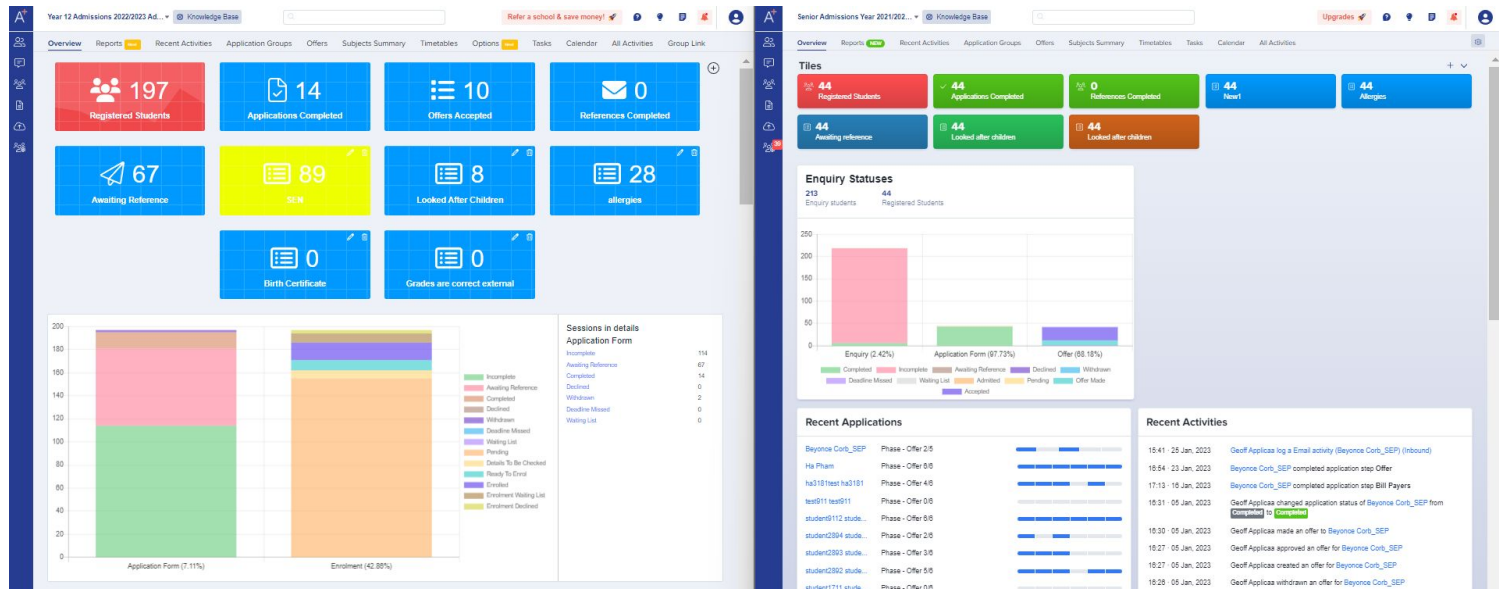 A+
Year 12 Admissions 2022/2023 Ad...
Knowledge Base
Refer a school & save money!
Overview Reports New Recent Activities Application Groups Offers Subjects Summary Timetables Options New Tasks Calendar All Activities Group Link
197
Registered Students
14
Applications Completed
10
Offers Accepted
0
References Completed
67
Awaiting Reference
89
SEN
8
Looked After Children
28
allergies
0
Birth Certificate
0
Grades are correct external
200
180
160
140
120
100
80
60
40
20
0
Application Form (7.11%)
Enrolment (42.86%)
Incomplete
Awaiting Reference
Completed
Declined
Withdrawn
Deadline Missed
Waiting List
Pending
Details To Be Checked
Ready To Enrol
Enrolled
Enrolment Waiting List
Enrolment Declined
Sessions in details
Application Form
Incomplete 114
Awaiting Reference 67
Completed 14
Declined 0
Withdrawn 2
Deadline Missed 0
Waiting List 0
A+
Senior Admissions Year 2021/202...
Knowledge Base
Upgrades
Overview Reports NEW Recent Activities Application Groups Offers Subjects Summary Timetables Tasks Calendar All Activities
Tiles
44
Registered Students
44
Applications Completed
0
References Completed
44
New1
44
Allergies
44
Awaiting reference
44
Looked after children
44
Looked after children
Enquiry Statuses
213 44
Enquiry students Registered Students
250
200
150
100
50
0
Enquiry (2.42%) Application Form (97.73%) Offer (68.18%)
Completed Incomplete Awaiting Reference Declined Withdrawn
Deadline Missed Waiting List Admitted Pending Offer Made
Accepted
Recent Applications
Beyonce Corb_SEP Phase - Offer 2/6
Ha Pham Phase - Offer 6/6
ha3181test ha3181 Phase - Offer 4/6
test911 test911 Phase - Offer 0/6
student9112 stude... Phase - Offer 6/6
student2894 stude... Phase - Offer 2/6
student2893 stude... Phase - Offer 3/6
student2892 stude... Phase - Offer 5/6
student1711 stude... Phase - Offer 0/6
Recent Activities
15:41 · 25 Jan, 2023 Geoff Applicaa log a Email activity (Beyonce Corb_SEP) (Inbound)
16:54 · 23 Jan, 2023 Beyonce Corb_SEP completed application step Offer
17:13 · 16 Jan, 2023 Beyonce Corb_SEP completed application step Bill Payers
16:31 · 05 Jan, 2023 Geoff Applicaa changed application status of Beyonce Corb_SEP from
Completed to Completed
16:30 · 05 Jan, 2023 Geoff Applicaa made an offer to Beyonce Corb_SEP
16:27 · 05 Jan, 2023 Geoff Applicaa approved an offer for Beyonce Corb_SEP
16:27 · 05 Jan, 2023 Geoff Applicaa created an offer for Beyonce Corb_SEP
16:26 · 05 Jan, 2023 Geoff Applicaa withdrawn an offer for Beyonce Corb_SEP